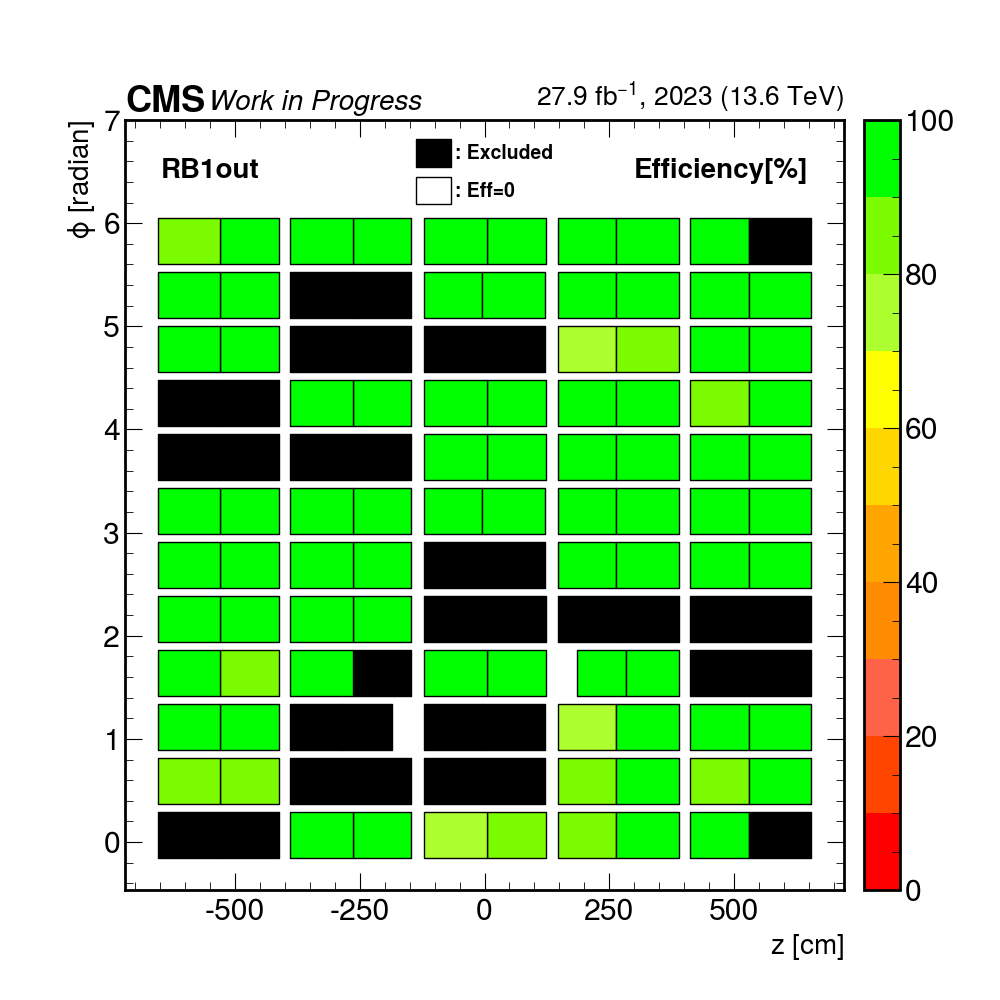 CMS Work in Progress 27.9 fb⁻¹, 2023 (13.6 TeV)
RB1out
: Excluded
: Eff=0
Efficiency[%]
ϕ [radian]
7
6
5
4
3
2
1
0
-500 -250 0 250 500
z [cm]
100
80
60
40
20
0